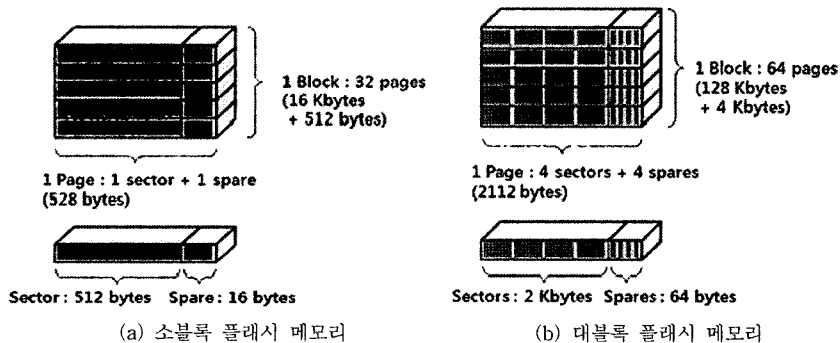 1 Block : 32 pages
(16 Kbytes
+ 512 bytes)
1 Page : 1 sector + 1 spare
(528 bytes)
Sector : 512 bytes Spare : 16 bytes
(a) 소블록 플래시 메모리
1 Block : 64 pages
(128 Kbytes
+ 4 Kbytes)
1 Page : 4 sectors + 4 spares
(2112 bytes)
Sectors : 2 Kbytes Spares : 64 bytes
(b) 대블록 플래시 메모리